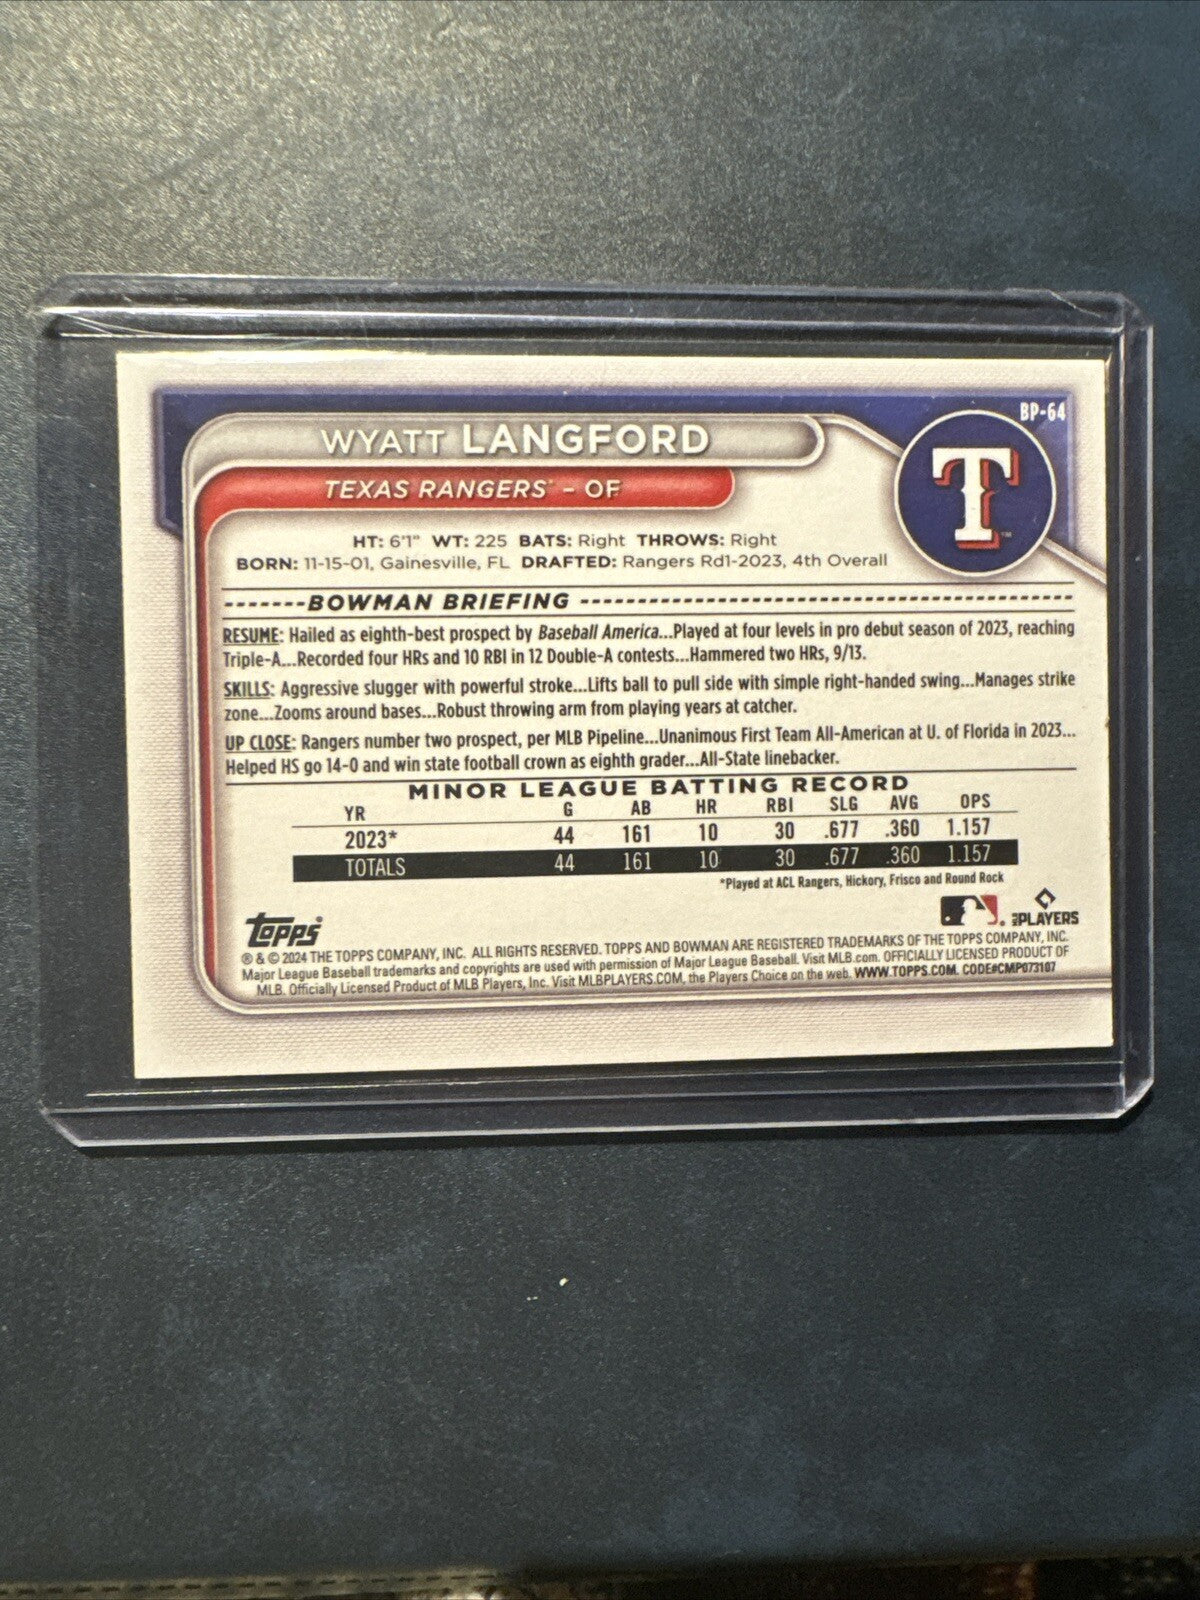 BP-64
WYATT LANGFORD
TEXAS RANGERS - OF
T
HT: 6'1" WT: 225 BATS: Right THROWS: Right
BORN: 11-15-01, Gainesville, FL DRAFTED: Rangers Rd1-2023, 4th Overall
BOWMAN BRIEFING
RESUME: Hailed as eighth-best prospect by Baseball America...Played at four levels in pro debut season of 2023, reaching
Triple-A...Recorded four HRs and 10 RBI in 12 Double-A contests...Hammered two HRs, 9/13.
SKILLS: Aggressive slugger with powerful stroke...Lifts ball to pull side with simple right-handed swing...Manages strike
zone...Zooms around bases...Robust throwing arm from playing years at catcher.
UP CLOSE: Rangers number two prospect, per MLB Pipeline...Unanimous First Team All-American at U. of Florida in 2023...
Helped HS go 14-0 and win state football crown as eighth grader...All-State linebacker.
MINOR LEAGUE BATTING RECORD
YR G AB HR RBI SLG AVG OPS
2023* 44 161 10 30 .677 .360 1.157
TOTALS 44 161 10 30 .677 .360 1.157
*Played at ACL Rangers, Hickory, Frisco and Round Rock
Topps
PLAYERS
® & © 2024 THE TOPPS COMPANY, INC. ALL RIGHTS RESERVED. TOPPS AND BOWMAN ARE REGISTERED TRADEMARKS OF THE TOPPS COMPANY, INC.
Major League Baseball trademarks and copyrights are used with permission of Major League Baseball. Visit MLB.com. OFFICIALLY LICENSED PRODUCT OF
MLB. Officially Licensed Product of MLB Players, Inc. Visit MLBPLAYERS.COM, the Players Choice on the web. WWW.TOPPS.COM. CODE#CMP073107